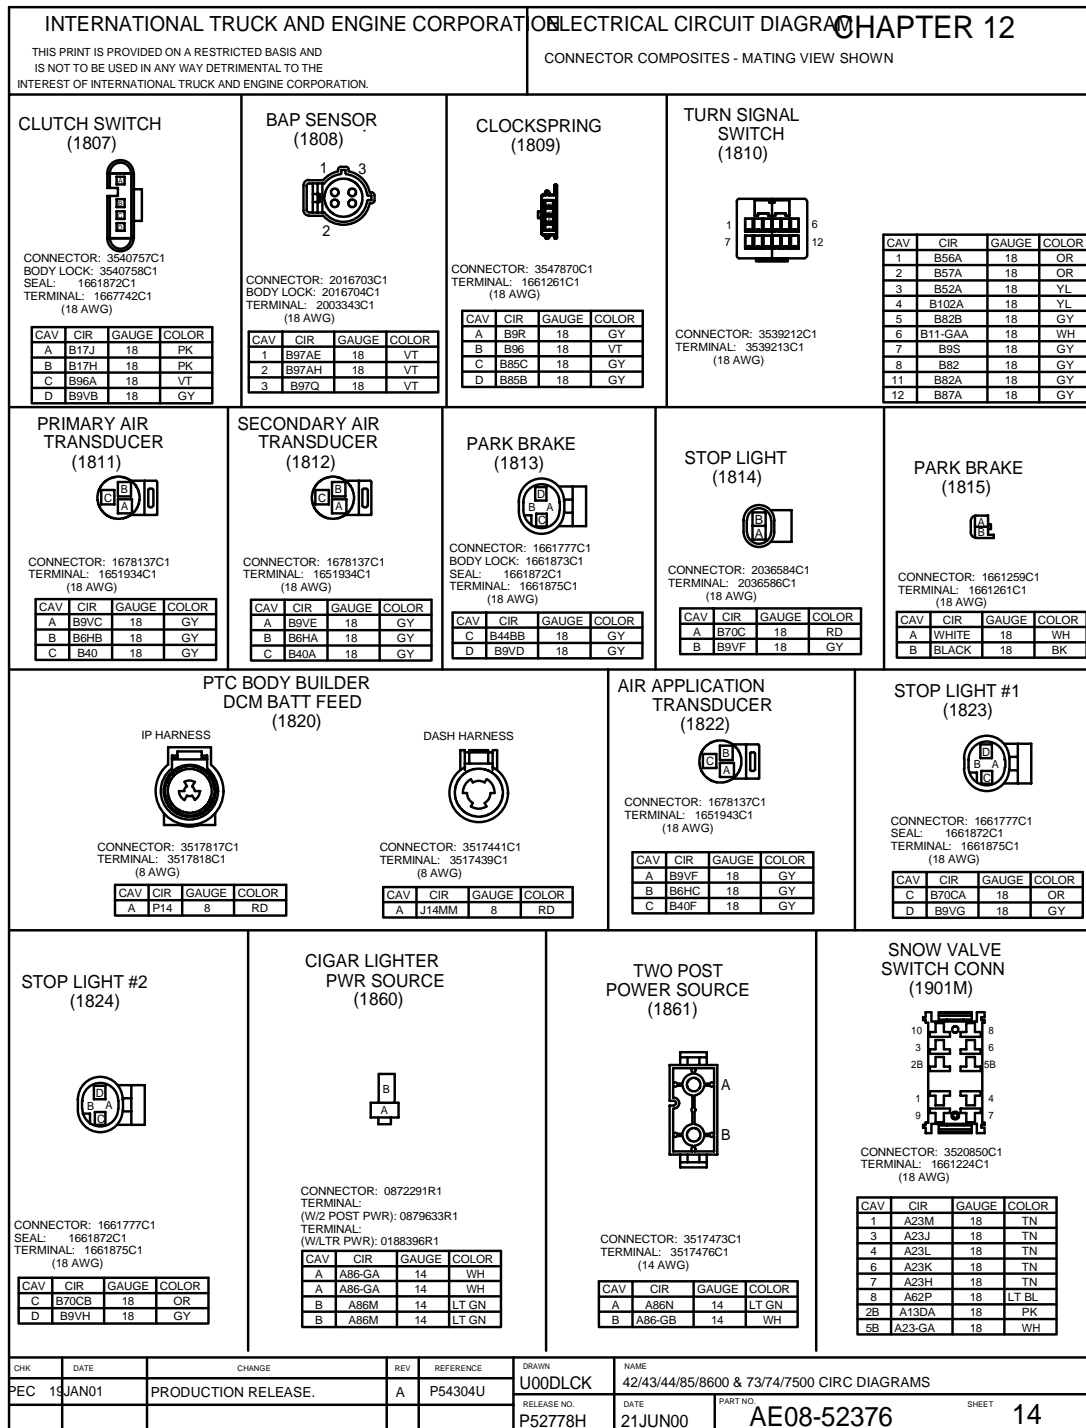 INTERNATIONAL TRUCK AND ENGINE CORPORATION
ELECTRICAL CIRCUIT DIAGRAM
CHAPTER 12
THIS PRINT IS PROVIDED ON A RESTRICTED BASIS AND
IS NOT TO BE USED IN ANY WAY DETRIMENTAL TO THE
INTEREST OF INTERNATIONAL TRUCK AND ENGINE CORPORATION.
CONNECTOR COMPOSITES - MATING VIEW SHOWN
CLUTCH SWITCH
(1807)
A
B
C
D
CONNECTOR: 3540757C1
BODY LOCK: 3540758C1
SEAL: 1661872C1
TERMINAL: 1667742C1
(18 AWG)
CAV CIR GAUGE COLOR
A B17J 18 PK
B B17H 18 PK
C B96A 18 VT
D B9VB 18 GY
BAP SENSOR
(1808)
1 3
2
CONNECTOR: 2016703C1
BODY LOCK: 2016704C1
TERMINAL: 2003343C1
(18 AWG)
CAV CIR GAUGE COLOR
1 B97AE 18 VT
2 B97AH 18 VT
3 B97Q 18 VT
CLOCKSPRING
(1809)
CONNECTOR: 3547870C1
TERMINAL: 1661261C1
(18 AWG)
CAV CIR GAUGE COLOR
A B9R 18 GY
B B96 18 VT
C B85C 18 GY
D B85B 18 GY
TURN SIGNAL
SWITCH
(1810)
1 6
7 12
CONNECTOR: 3539212C1
TERMINAL: 3539213C1
(18 AWG)
CAV CIR GAUGE COLOR
1 B56A 18 OR
2 B57A 18 OR
3 B52A 18 YL
4 B102A 18 YL
5 B82B 18 GY
6 B11-GAA 18 WH
7 B9S 18 GY
8 B82 18 GY
11 B82A 18 GY
12 B87A 18 GY
PRIMARY AIR
TRANSDUCER
(1811)
B
C
A
CONNECTOR: 1678137C1
TERMINAL: 1651934C1
(18 AWG)
CAV CIR GAUGE COLOR
A B9VC 18 GY
B B6HB 18 GY
C B40 18 GY
SECONDARY AIR
TRANSDUCER
(1812)
B
C
A
CONNECTOR: 1678137C1
TERMINAL: 1651934C1
(18 AWG)
CAV CIR GAUGE COLOR
A B9VE 18 GY
B B6HA 18 GY
C B40A 18 GY
PARK BRAKE
(1813)
D
B A
C
CONNECTOR: 1661777C1
BODY LOCK: 1661873C1
SEAL: 1661872C1
TERMINAL: 1661875C1
(18 AWG)
CAV CIR GAUGE COLOR
C B44BB 18 GY
D B9VD 18 GY
STOP LIGHT
(1814)
B
A
CONNECTOR: 2036584C1
TERMINAL: 2036586C1
(18 AWG)
CAV CIR GAUGE COLOR
A B70C 18 RD
B B9VF 18 GY
PARK BRAKE
(1815)
A
B
CONNECTOR: 1661259C1
TERMINAL: 1661261C1
(18 AWG)
CAV CIR GAUGE COLOR
A WHITE 18 WH
B BLACK 18 BK
PTC BODY BUILDER
DCM BATT FEED
(1820)
IP HARNESS
CONNECTOR: 3517817C1
TERMINAL: 3517818C1
(8 AWG)
CAV CIR GAUGE COLOR
A P14 8 RD
DASH HARNESS
CONNECTOR: 3517441C1
TERMINAL: 3517439C1
(8 AWG)
CAV CIR GAUGE COLOR
A J14MM 8 RD
AIR APPLICATION
TRANSDUCER
(1822)
B
C
A
CONNECTOR: 1678137C1
TERMINAL: 1651943C1
(18 AWG)
CAV CIR GAUGE COLOR
A B9VF 18 GY
B B6HC 18 GY
C B40F 18 GY
STOP LIGHT #1
(1823)
D
B A
C
CONNECTOR: 1661777C1
SEAL: 1661872C1
TERMINAL: 1661875C1
(18 AWG)
CAV CIR GAUGE COLOR
C B70CA 18 OR
D B9VG 18 GY
STOP LIGHT #2
(1824)
D
B A
C
CONNECTOR: 1661777C1
SEAL: 1661872C1
TERMINAL: 1661875C1
(18 AWG)
CAV CIR GAUGE COLOR
C B70CB 18 OR
D B9VH 18 GY
CIGAR LIGHTER
PWR SOURCE
(1860)
B
A
CONNECTOR: 0872291R1
TERMINAL:
(W/2 POST PWR): 0879633R1
TERMINAL:
(W/LTR PWR): 0188396R1
CAV CIR GAUGE COLOR
A A86-GA 14 WH
A A86-GA 14 WH
B A86M 14 LT GN
B A86M 14 LT GN
TWO POST
POWER SOURCE
(1861)
A
B
CONNECTOR: 3517473C1
TERMINAL: 3517476C1
(14 AWG)
CAV CIR GAUGE COLOR
A A86N 14 LT GN
B A86-GB 14 WH
SNOW VALVE
SWITCH CONN
(1901M)
10 8
3 6
2B 5B
1 4
9 7
CONNECTOR: 3520850C1
TERMINAL: 1661224C1
(18 AWG)
CAV CIR GAUGE COLOR
1 A23M 18 TN
3 A23J 18 TN
4 A23L 18 TN
6 A23K 18 TN
7 A23H 18 TN
8 A62P 18 LT BL
2B A13DA 18 PK
5B A23-GA 18 WH
CHK DATE CHANGE REV REFERENCE
PEC 19JAN01 PRODUCTION RELEASE. A P54304U
DRAWN
U00DLCK
NAME
42/43/44/85/8600 & 73/74/7500 CIRC DIAGRAMS
RELEASE NO.
P52778H
DATE
21JUN00
PART NO.
AE08-52376
SHEET 14